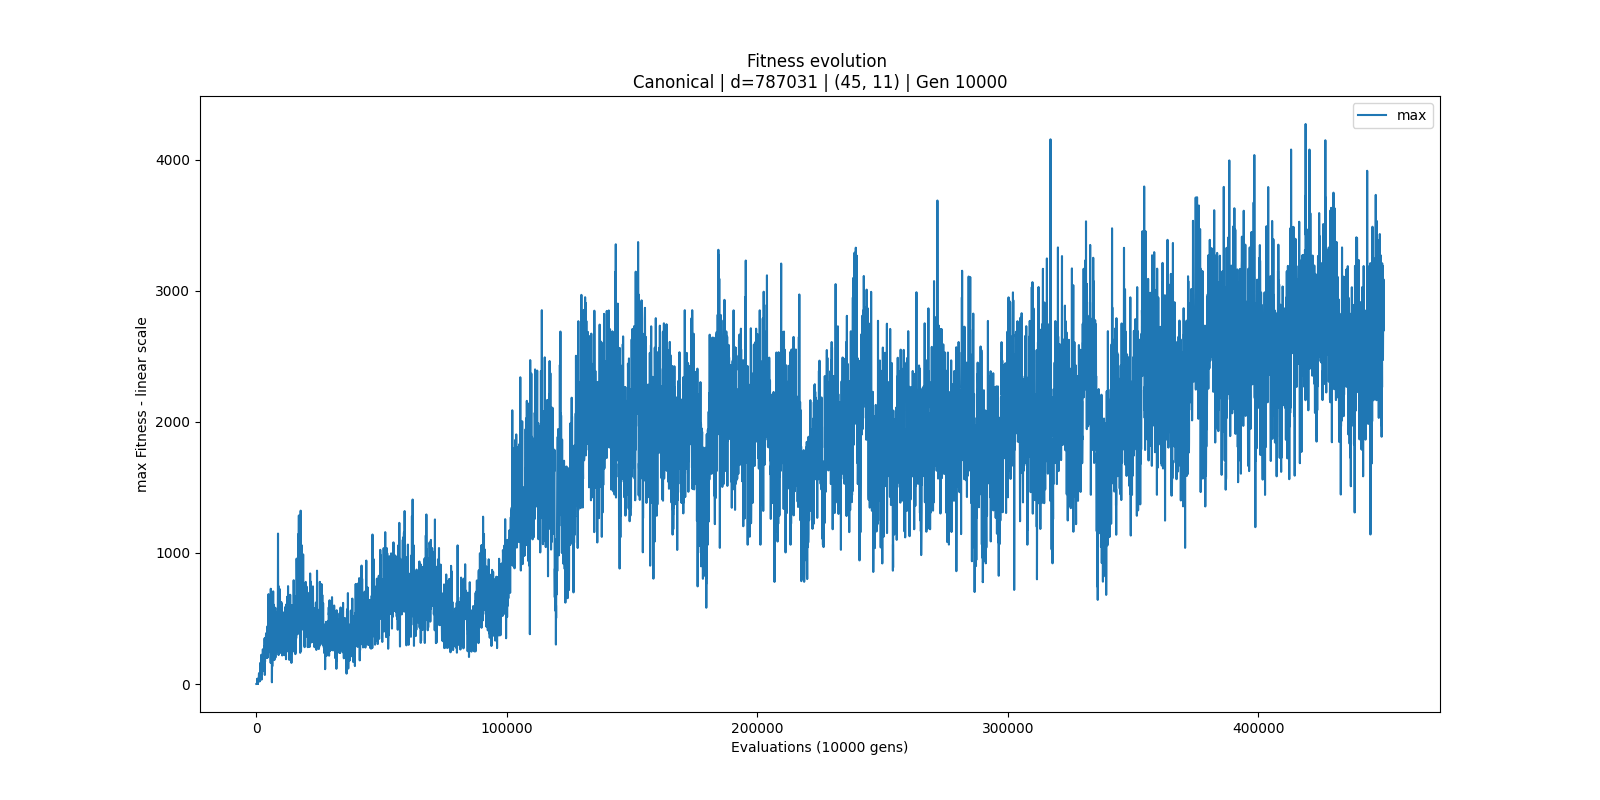 Fitness evolution
Canonical | d=787031 | (45, 11) | Gen 10000
max
4000
3000
2000
1000
0
max Fitness - linear scale
0 100000 200000 300000 400000
Evaluations (10000 gens)